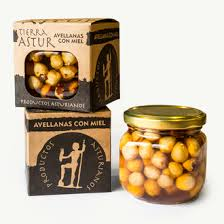 TIERRA
ASTUR
AVELLANAS
CON MIEL
PRODUCTOS ASTURIANOS
AVELLANAS CON MIEL
PRODUCTOS
ASTURIANOS